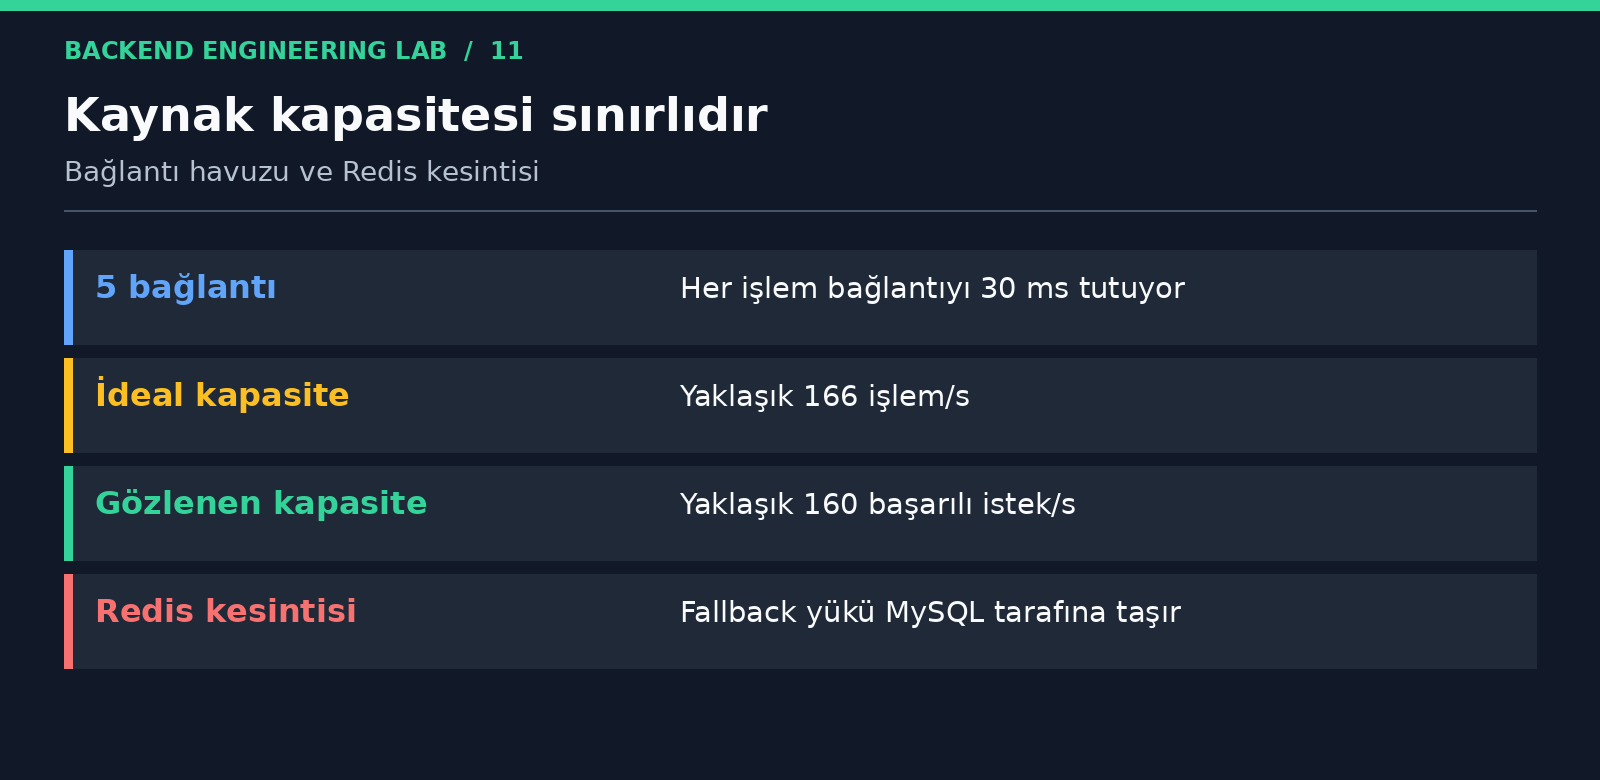 BACKEND ENGINEERING LAB / 11
Kaynak kapasitesi sınırlıdır
Bağlantı havuzu ve Redis kesintisi
5 bağlantı
Her işlem bağlantıyı 30 ms tutuyor
İdeal kapasite
Yaklaşık 166 işlem/s
Gözlenen kapasite
Yaklaşık 160 başarılı istek/s
Redis kesintisi
Fallback yükü MySQL tarafına taşır